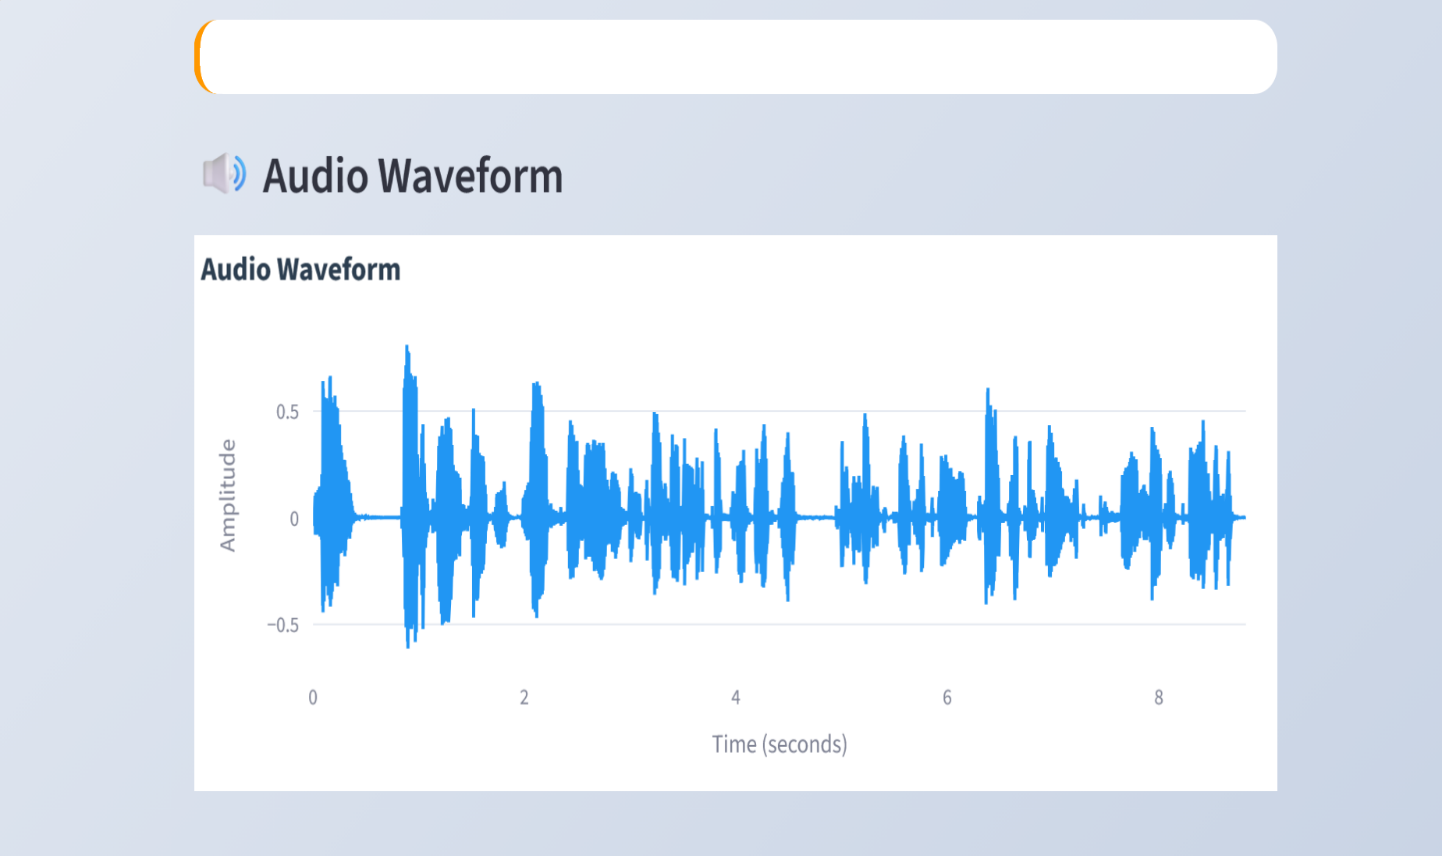 Audio Waveform
Audio Waveform
Amplitude
0.5
0
−0.5
0 2 4 6 8
Time (seconds)